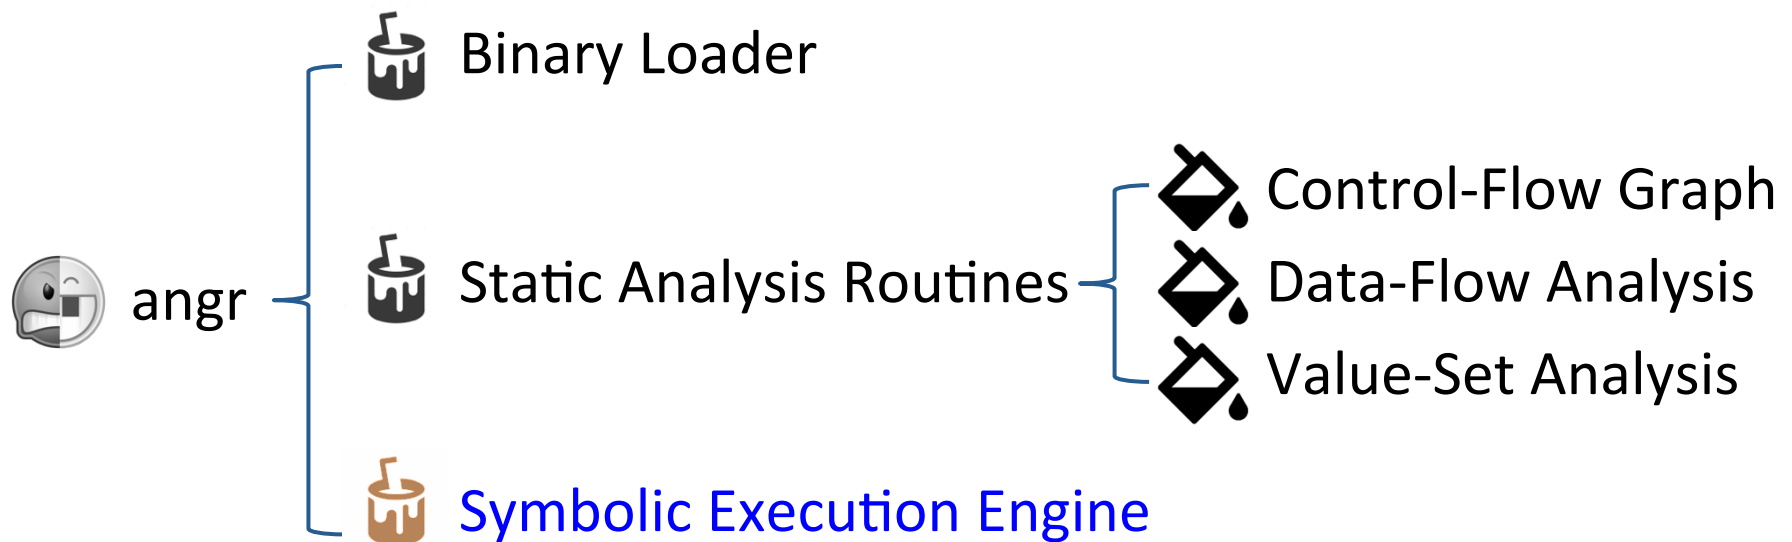 Binary Loader
Control-Flow Graph
angr
Static Analysis Routines
Data-Flow Analysis
Value-Set Analysis
Symbolic Execution Engine